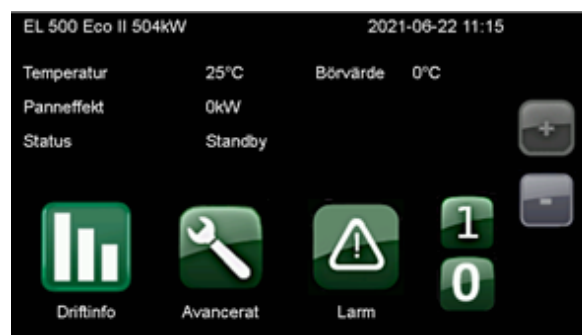 EL 500 Eco II 504kW 2021-06-22 11:15
Temperatur 25°C Börvärde 0°C
Panneffekt 0kW
Status Standby
+
-
1
0
Driftinfo Avancerat Larm